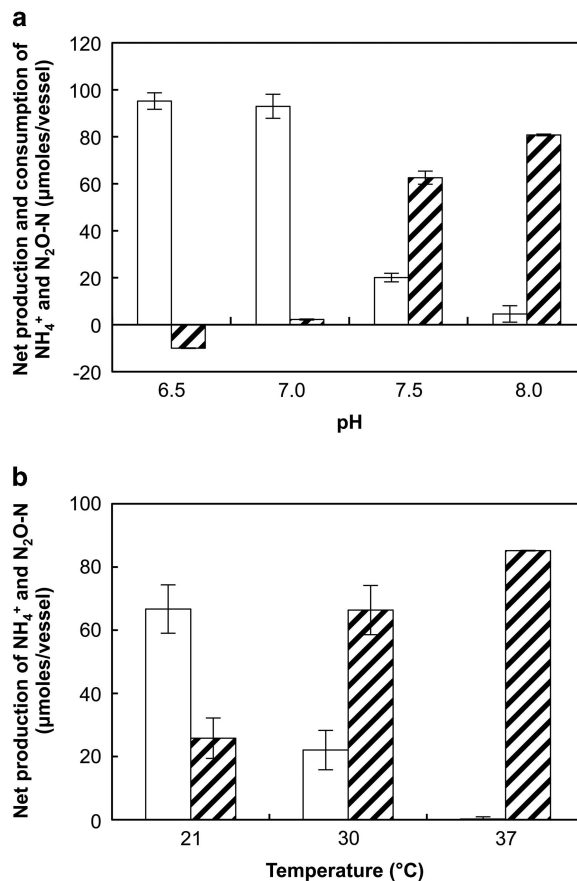 a
Net production and consumption of
NH₄⁺ and N₂O-N (μmoles/vessel)
120
100
80
60
40
20
0
-20
6.5 7.0 7.5 8.0
pH
b
Net production of NH₄⁺ and N₂O-N
(μmoles/vessel)
100
80
60
40
20
0
21 30 37
Temperature (°C)